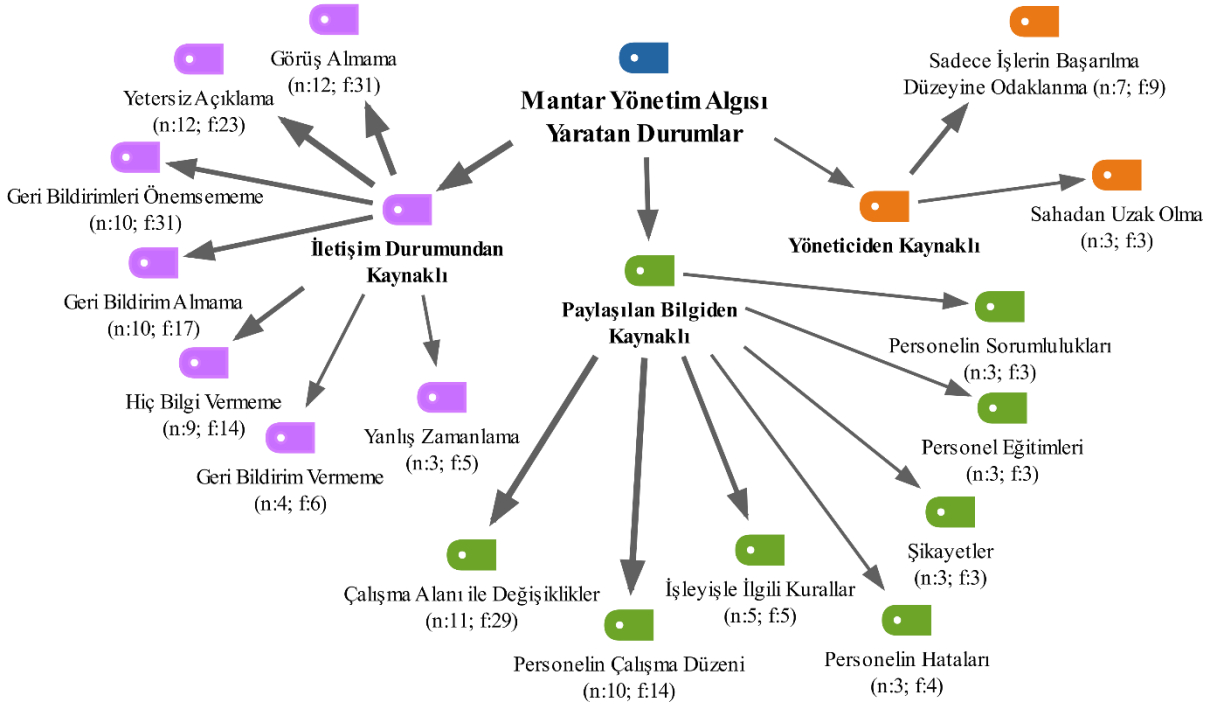 Mantar Yönetim Algısı
Yaratan Durumlar
İletişim Durumundan
Kaynaklı
Görüş Almama
(n:12; f:31)
Yetersiz Açıklama
(n:12; f:23)
Geri Bildirimleri Önemsememe
(n:10; f:31)
Geri Bildirim Almama
(n:10; f:17)
Hiç Bilgi Vermeme
(n:9; f:14)
Geri Bildirim Vermeme
(n:4; f:6)
Yanlış Zamanlama
(n:3; f:5)
Paylaşılan Bilgiden
Kaynaklı
Çalışma Alanı ile Değişiklikler
(n:11; f:29)
Personelin Çalışma Düzeni
(n:10; f:14)
İşleyişle İlgili Kurallar
(n:5; f:5)
Personelin Hataları
(n:3; f:4)
Şikayetler
(n:3; f:3)
Personel Eğitimleri
(n:3; f:3)
Personelin Sorumlulukları
(n:3; f:3)
Yöneticiden Kaynaklı
Sadece İşlerin Başarılma
Düzeyine Odaklanma (n:7; f:9)
Sahadan Uzak Olma
(n:3; f:3)